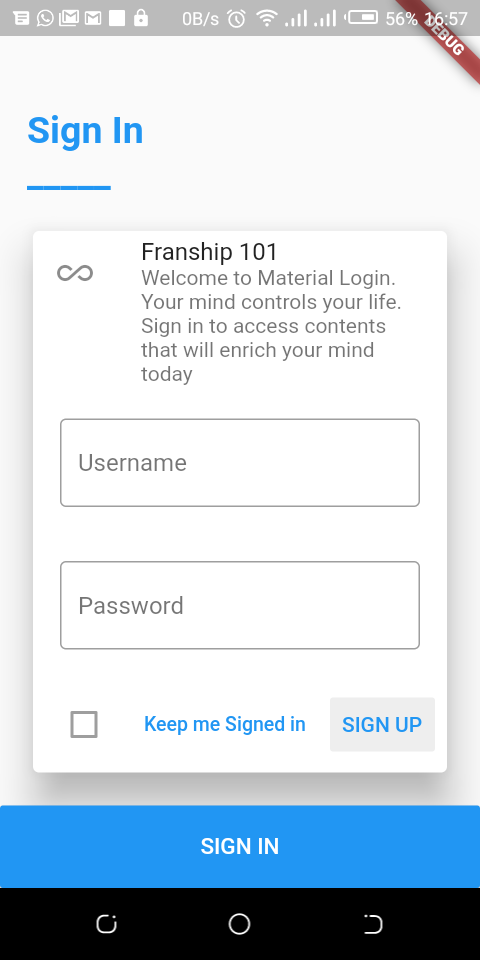 0B/s 56% 16:57
DEBUG
Sign In
Franship 101
Welcome to Material Login.
Your mind controls your life.
Sign in to access contents
that will enrich your mind
today
Username
Password
Keep me Signed in SIGN UP
SIGN IN